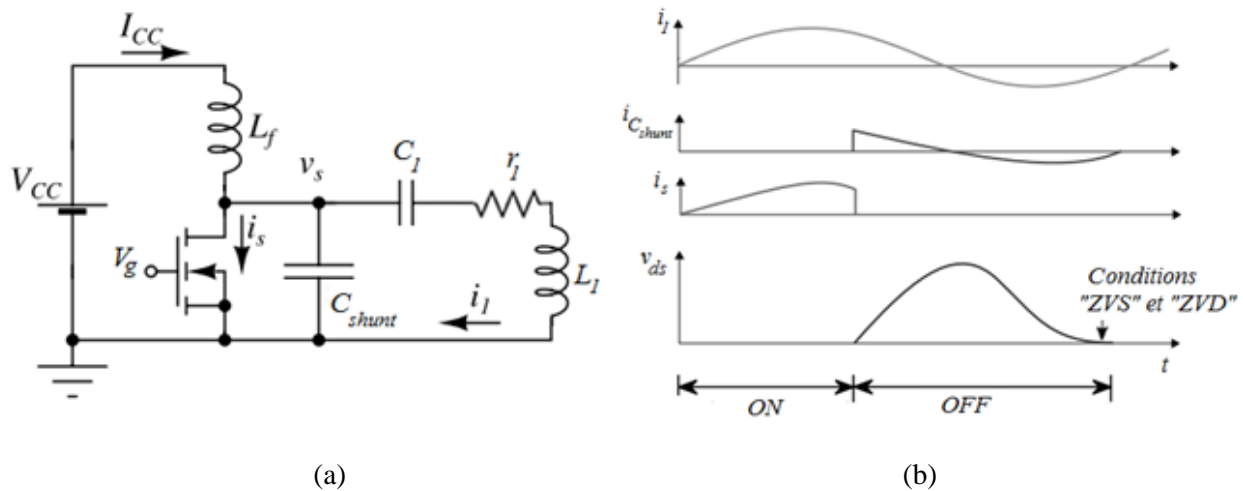 I_CC
L_f
V_CC
v_s
C_1
r_1
V_g
i_s
L_1
C_shunt
i_1
(a)
i_1
i_C_shunt
i_s
v_ds
Conditions
"ZVS" et "ZVD"
t
ON
OFF
(b)